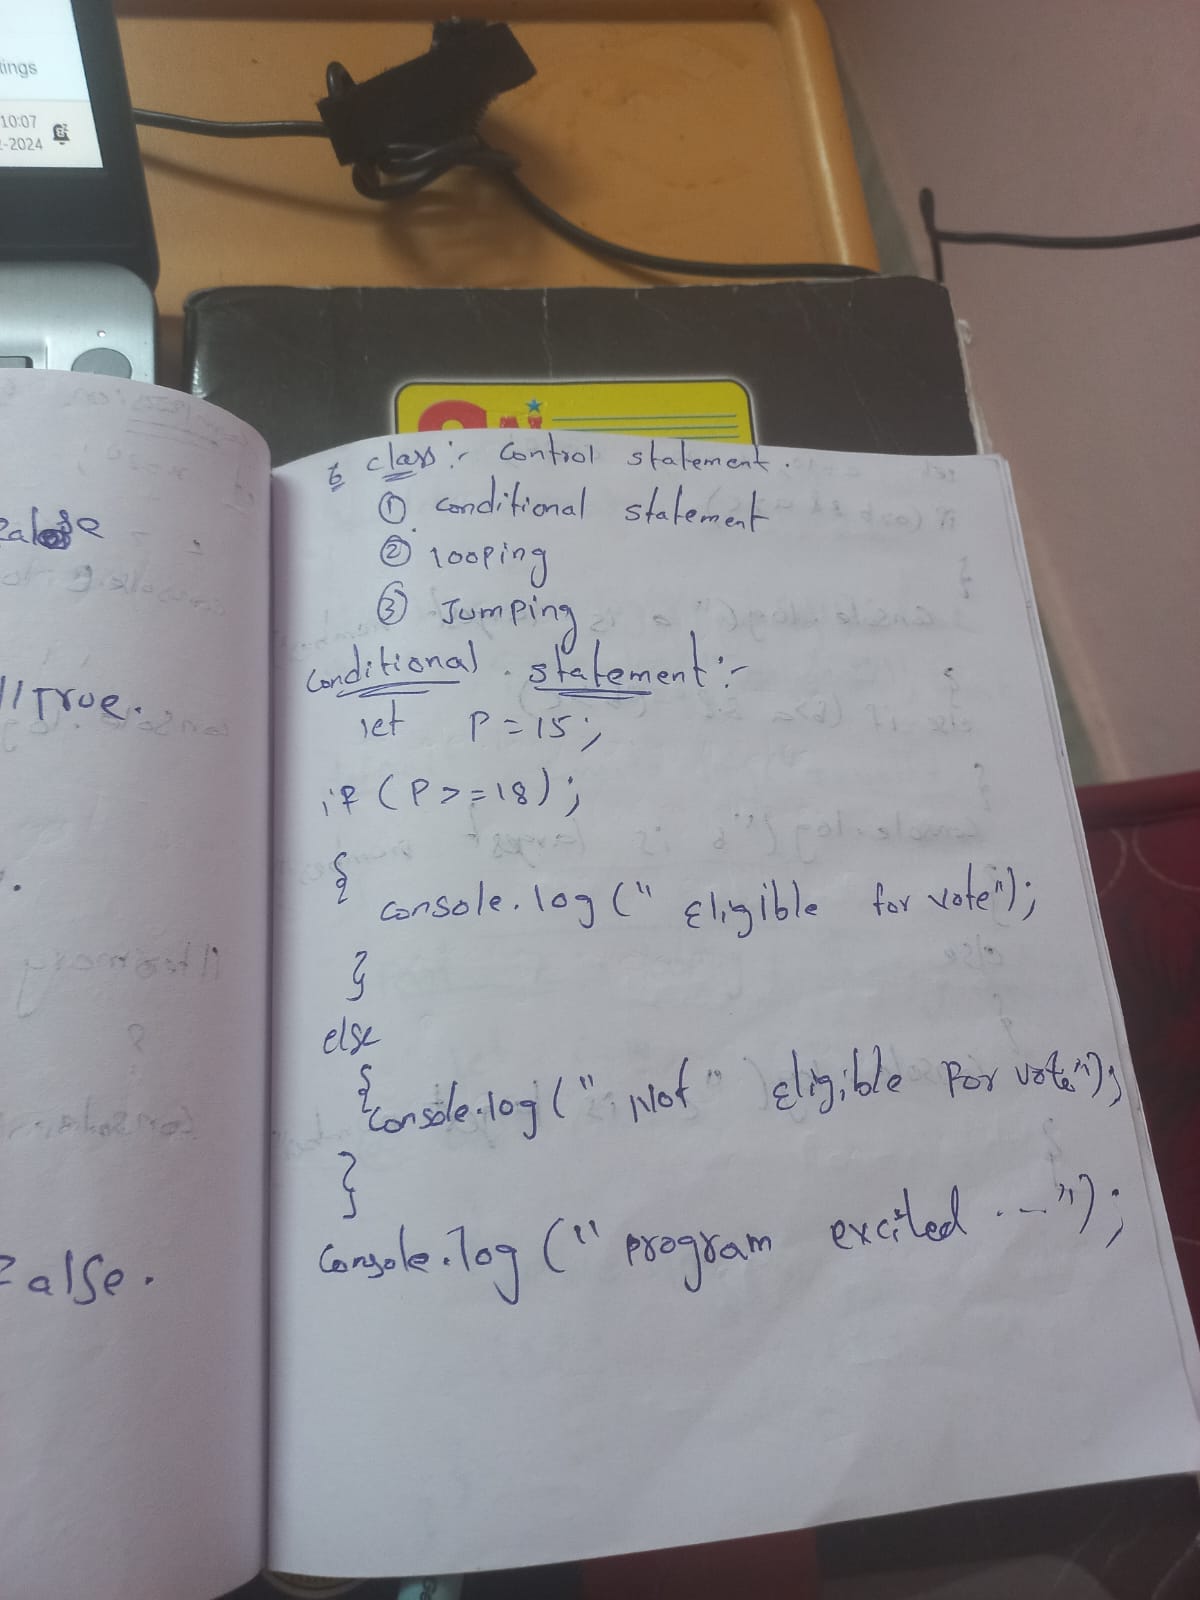 tings
10:07
-2024
False
//True.
False.
6 class:- Control statement.
① conditional statement
② looping
③ Jumping
conditional statement:-
let P=15;
if (P>=18);
{
console.log(" Eligible for vote");
}
else
{
console.log(" Not" Eligible For vote");
}
Console.log(" program excited ...");